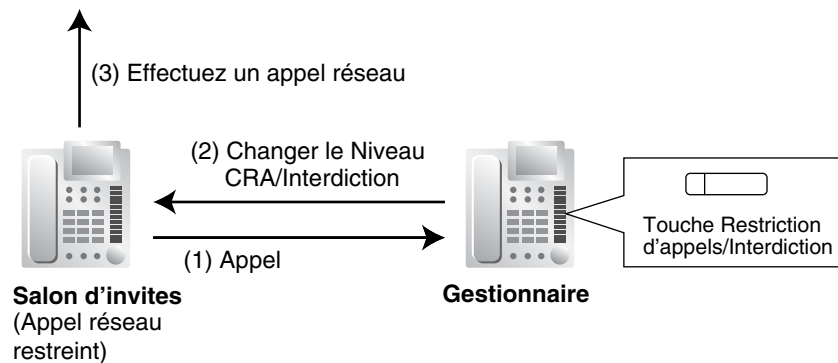 (3) Effectuez un appel réseau
(2) Changer le Niveau
CRA/Interdiction
(1) Appel
Touche Restriction
d'appels/Interdiction
Salon d'invites
(Appel réseau
restreint)
Gestionnaire